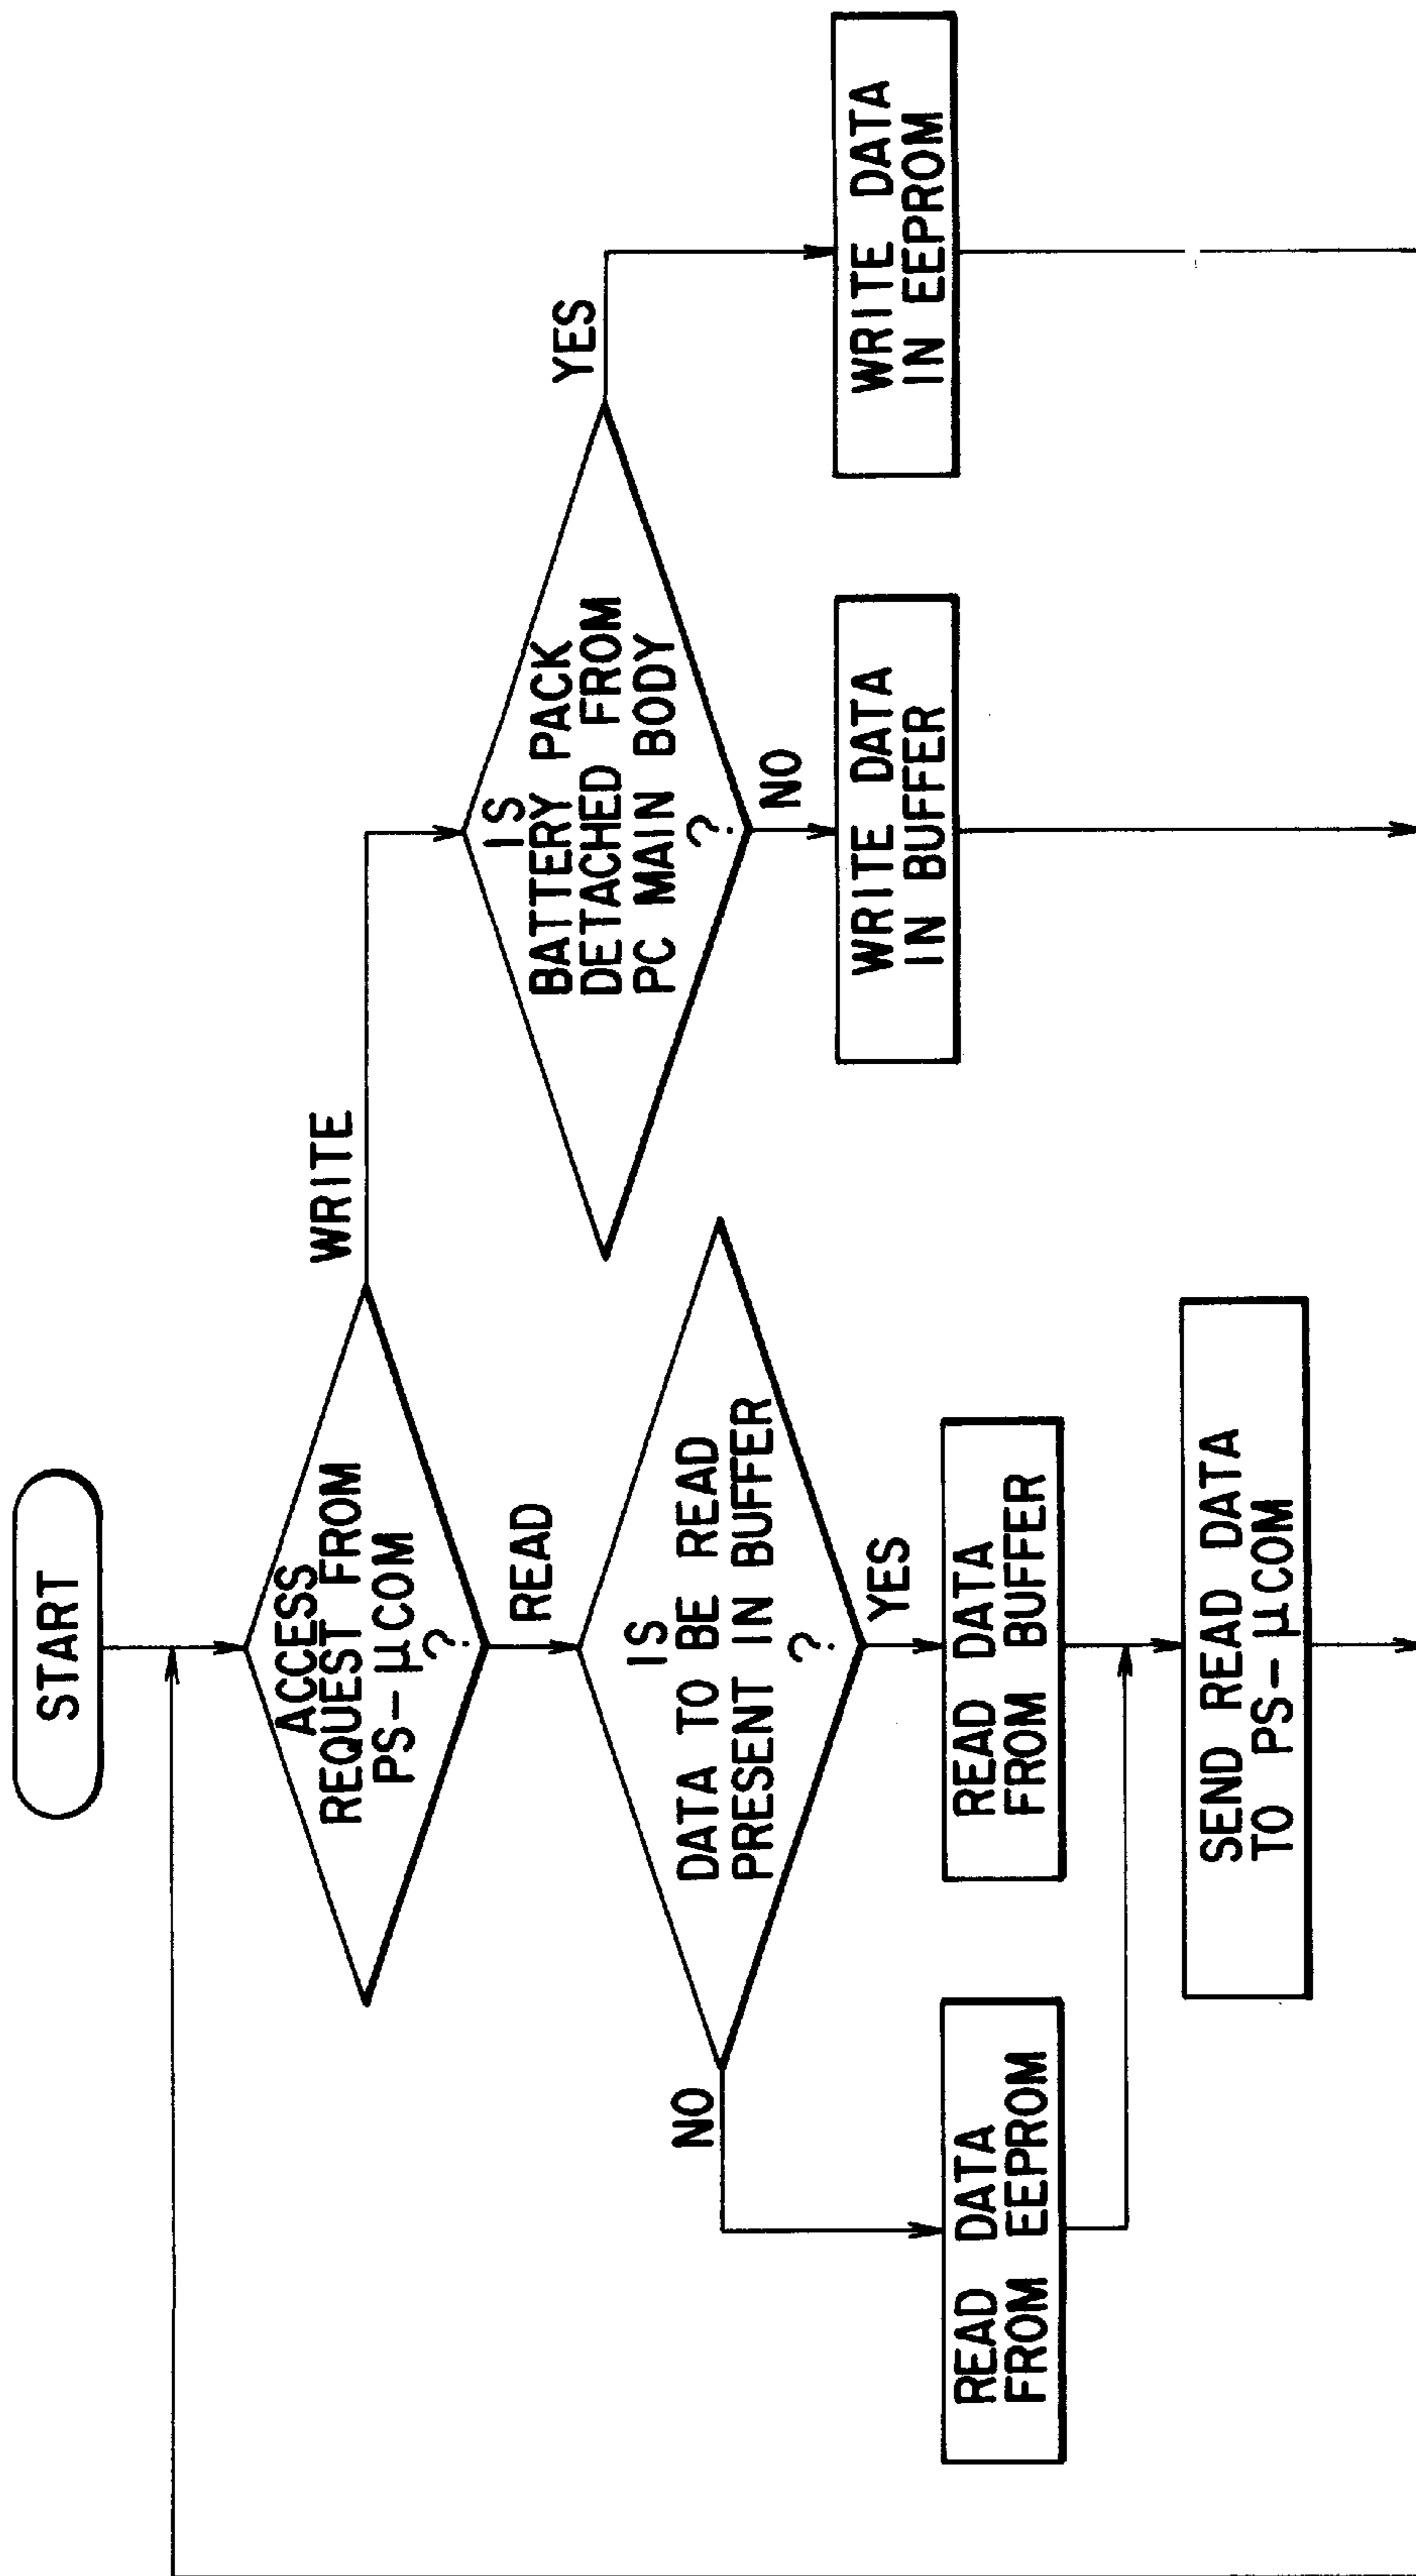 START
ACCESS
REQUEST FROM
PS-μCOM
?
WRITE
READ
IS
BATTERY PACK
DETACHED FROM
PC MAIN BODY
?
YES
NO
IS
DATA TO BE READ
PRESENT IN BUFFER
?
NO
YES
WRITE DATA
IN BUFFER
WRITE DATA
IN EEPROM
READ DATA
FROM EEPROM
READ DATA
FROM BUFFER
SEND READ DATA
TO PS-μCOM